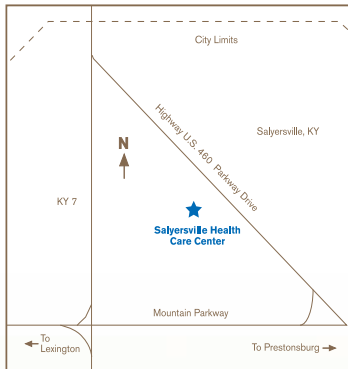 City Limits
Highway U.S. 460 Parkway Drive
Salyersville, KY
N
KY 7
Salyersville Health
Care Center
Mountain Parkway
To
Lexington
To Prestonsburg